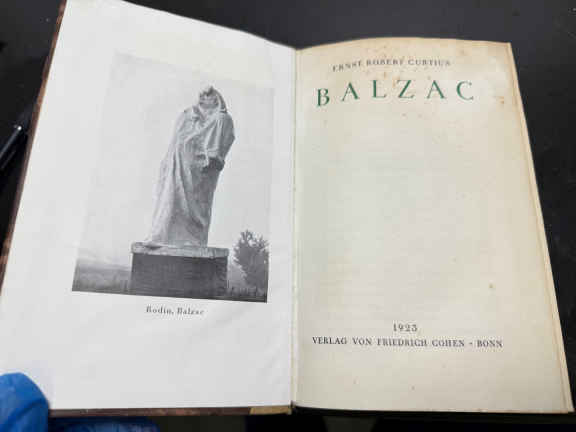 Rodin, Balzac
ERNST ROBERT CURTIUS
BALZAC
1923
VERLAG VON FRIEDRICH COHEN · BONN